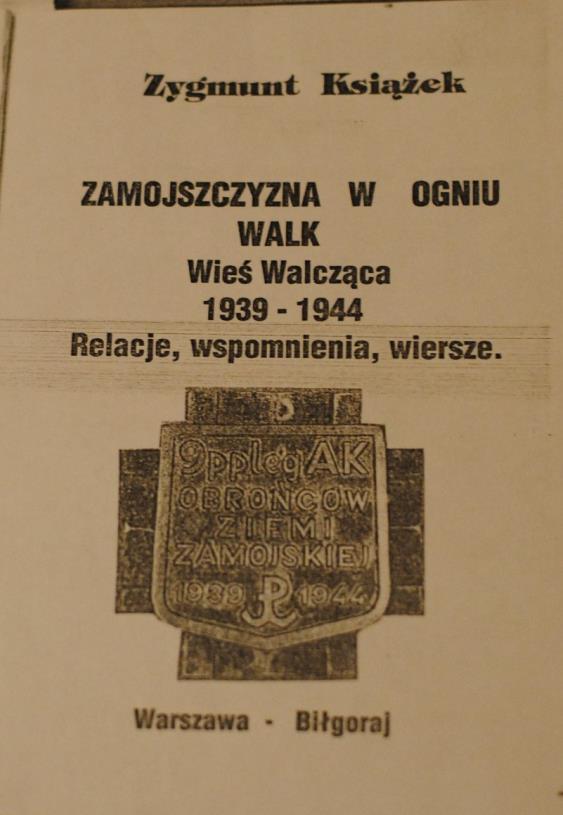 Zygmunt Książek
ZAMOJSZCZYZNA W OGNIU
WALK
Wieś Walcząca
1939 - 1944
Relacje, wspomnienia, wiersze.
9ppleg AK
OBROŃCÓW
ZIEMI
ZAMOJSKIEJ
1939 1944
Warszawa - Biłgoraj